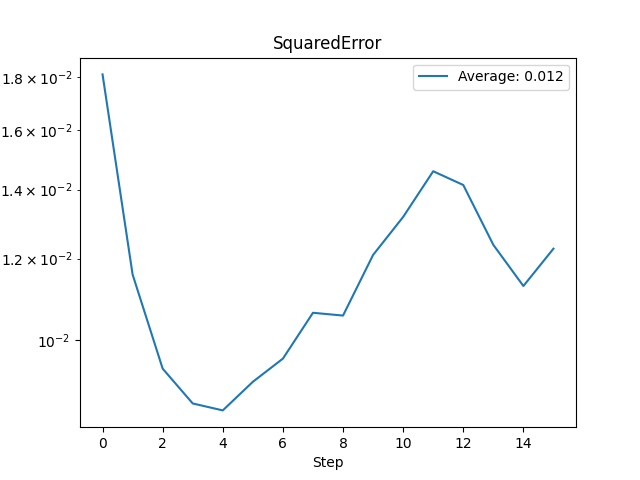 SquaredError
Average: 0.012
1.8 × 10⁻²
1.6 × 10⁻²
1.4 × 10⁻²
1.2 × 10⁻²
10⁻²
0 2 4 6 8 10 12 14
Step